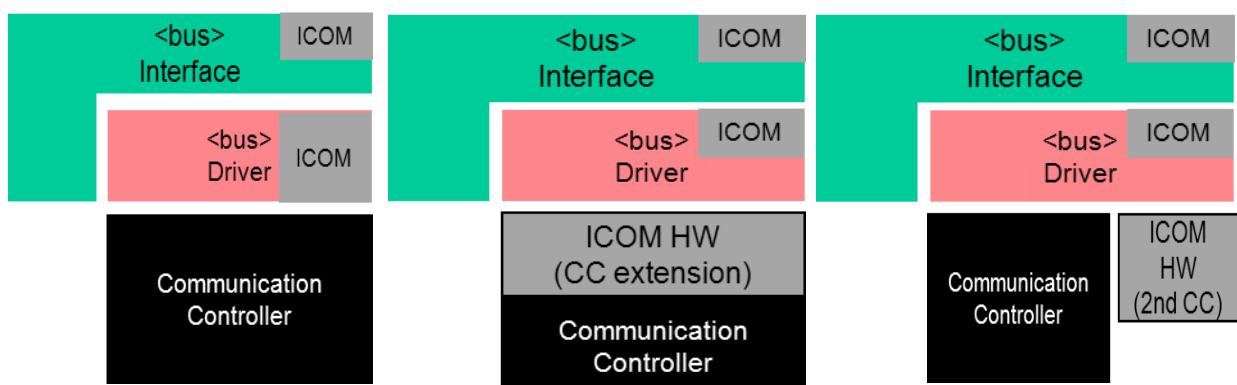 <bus>
Interface
ICOM
<bus>
Driver
ICOM
Communication
Controller
<bus>
Interface
ICOM
<bus>
Driver
ICOM
ICOM HW
(CC extension)
Communication
Controller
<bus>
Interface
ICOM
<bus>
Driver
ICOM
Communication
Controller
ICOM
HW
(2nd CC)